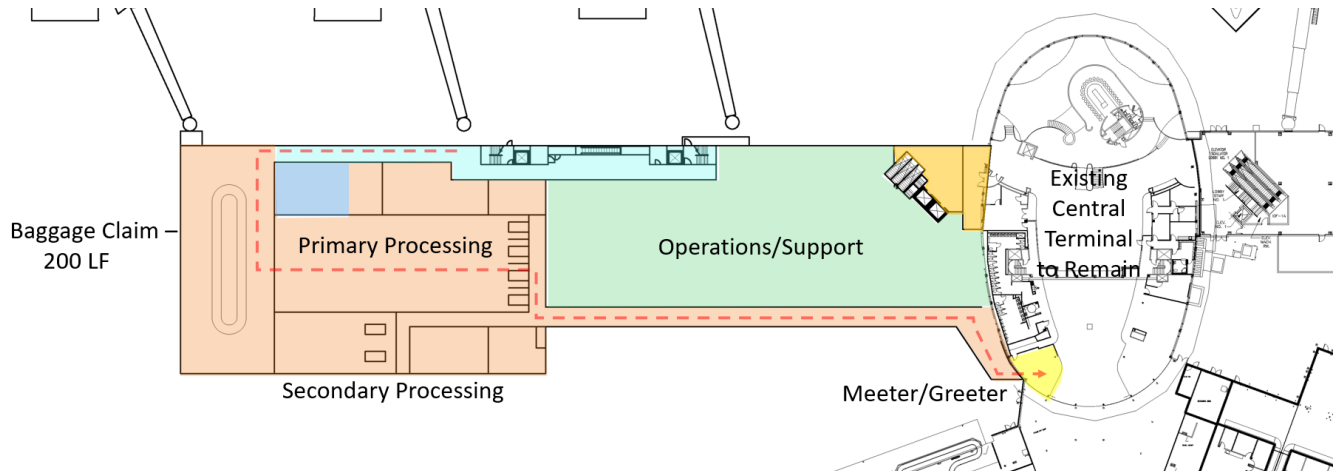 Existing
Central
Terminal
to Remain
Baggage Claim
200 LF
Primary Processing
Operations/Support
Secondary Processing
Meeter/Greeter